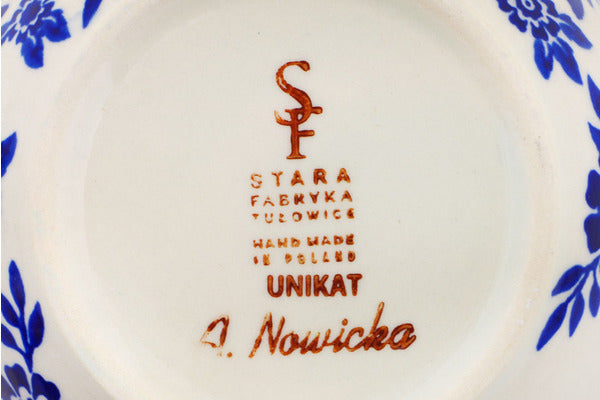 SF
STARA
FABRYKA
TUŁOWICE
HAND MADE
IN POLAND
UNIKAT
A. Nowicka